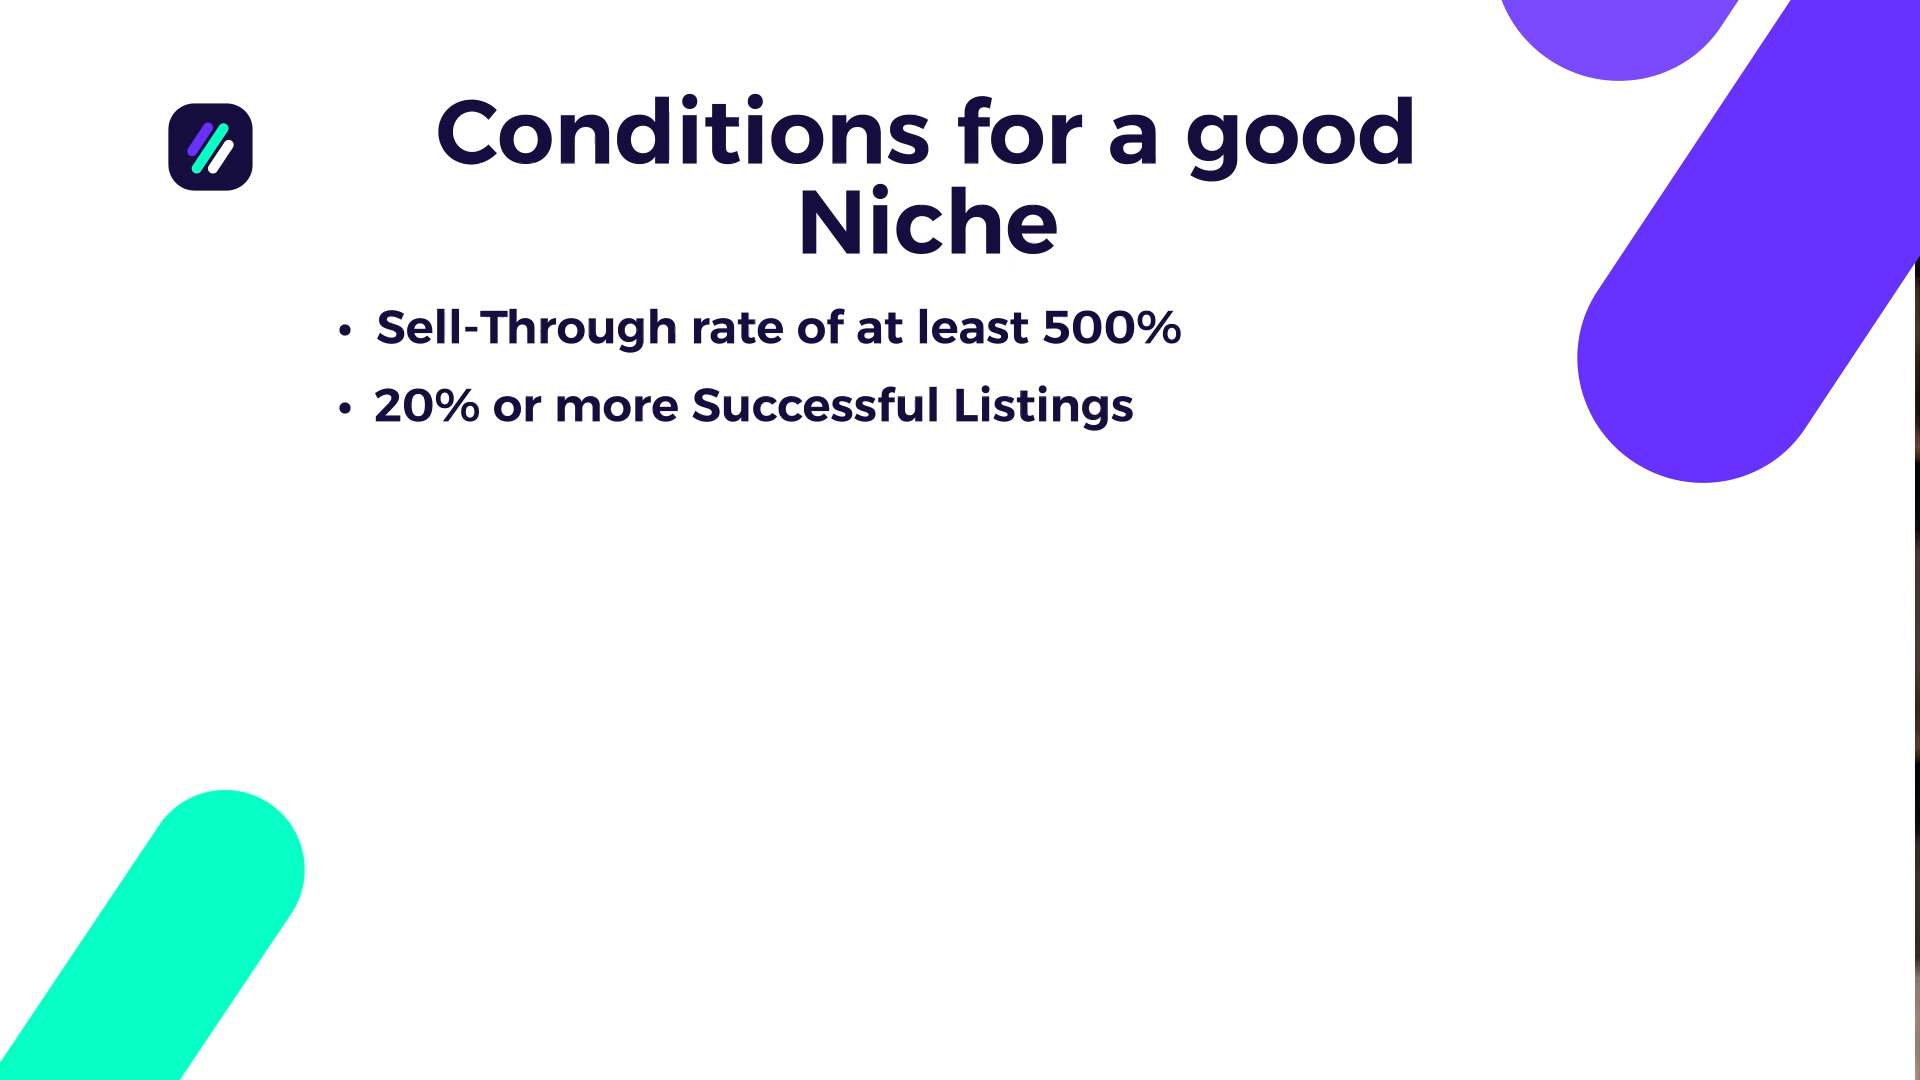 Conditions for a good
Niche
• Sell-Through rate of at least 500%
• 20% or more Successful Listings